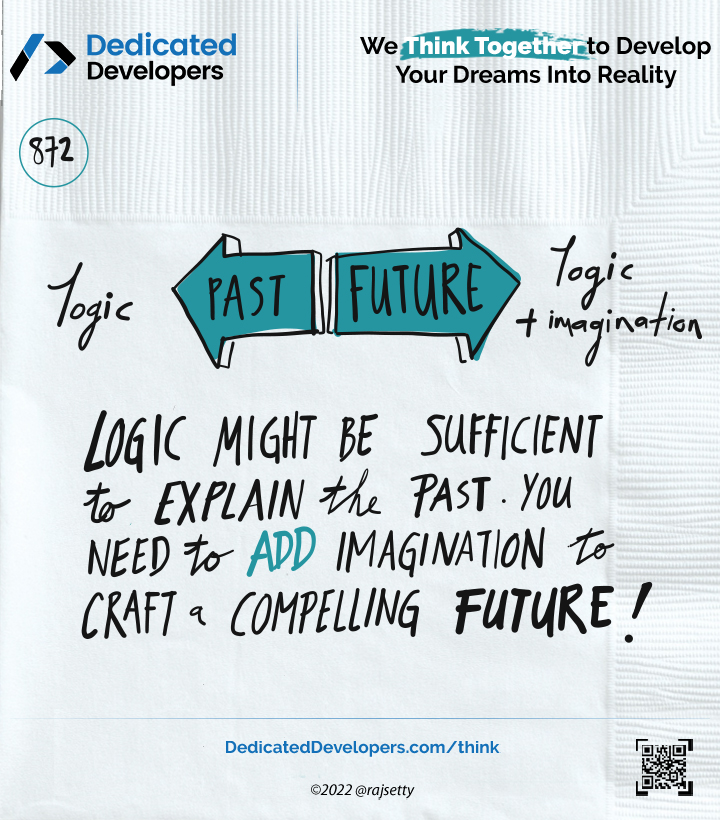 Dedicated
Developers
We Think Together to Develop
Your Dreams Into Reality
872
logic
PAST
FUTURE
logic
+ imagination
LOGIC MIGHT BE SUFFICIENT
to EXPLAIN the PAST. YOU
NEED to ADD IMAGINATION to
CRAFT a COMPELLING FUTURE!
DedicatedDevelopers.com/think
©2022 @rajsetty